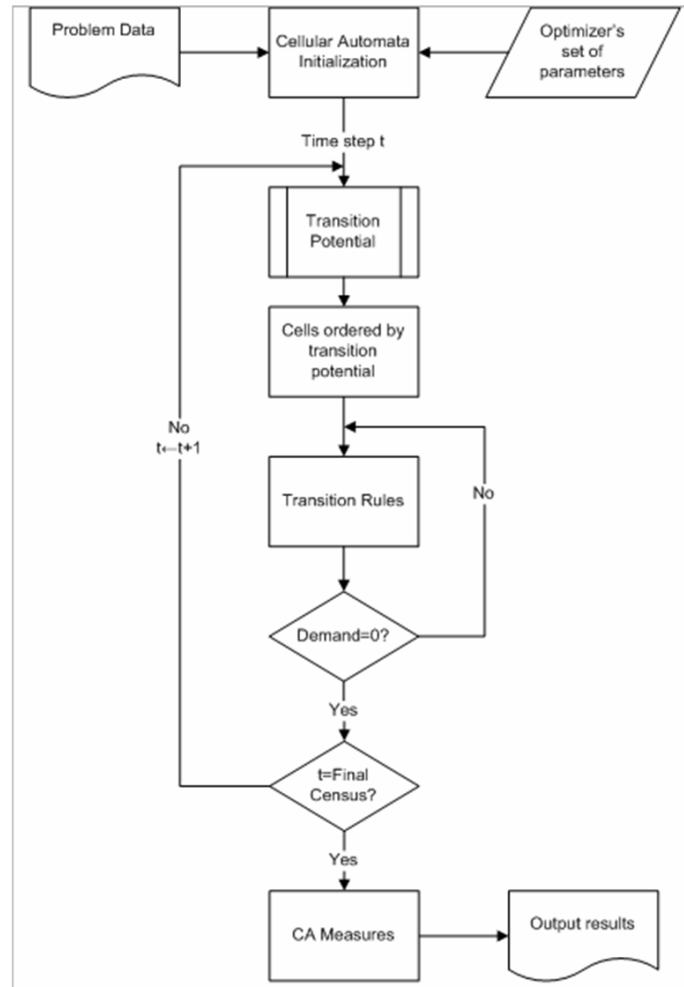 Problem Data
Cellular Automata
Initialization
Optimizer's
set of
parameters
Time step t
Transition
Potential
Cells ordered by
transition
potential
No
t←t+1
Transition Rules
No
Demand=0?
Yes
t=Final
Census?
Yes
CA Measures
Output results